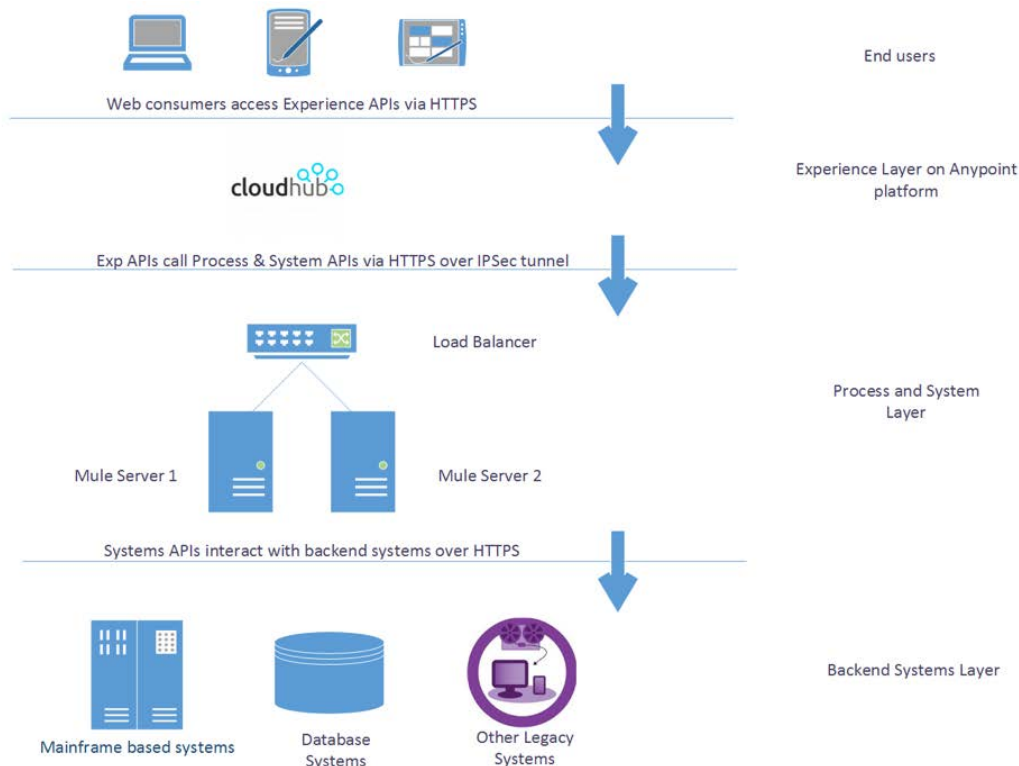 End users
Web consumers access Experience APIs via HTTPS
cloudhub
Experience Layer on Anypoint
platform
Exp APIs call Process & System APIs via HTTPS over IPSec tunnel
Load Balancer
Process and System
Layer
Mule Server 1
Mule Server 2
Systems APIs interact with backend systems over HTTPS
Backend Systems Layer
Mainframe based systems
Database
Systems
Other Legacy
Systems